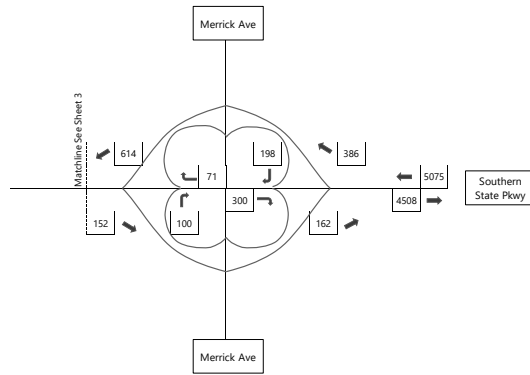 Merrick Ave
Matchline See Sheet 3
614
198
386
71
5075
Southern
State Pkwy
152
100
300
162
4508
Merrick Ave